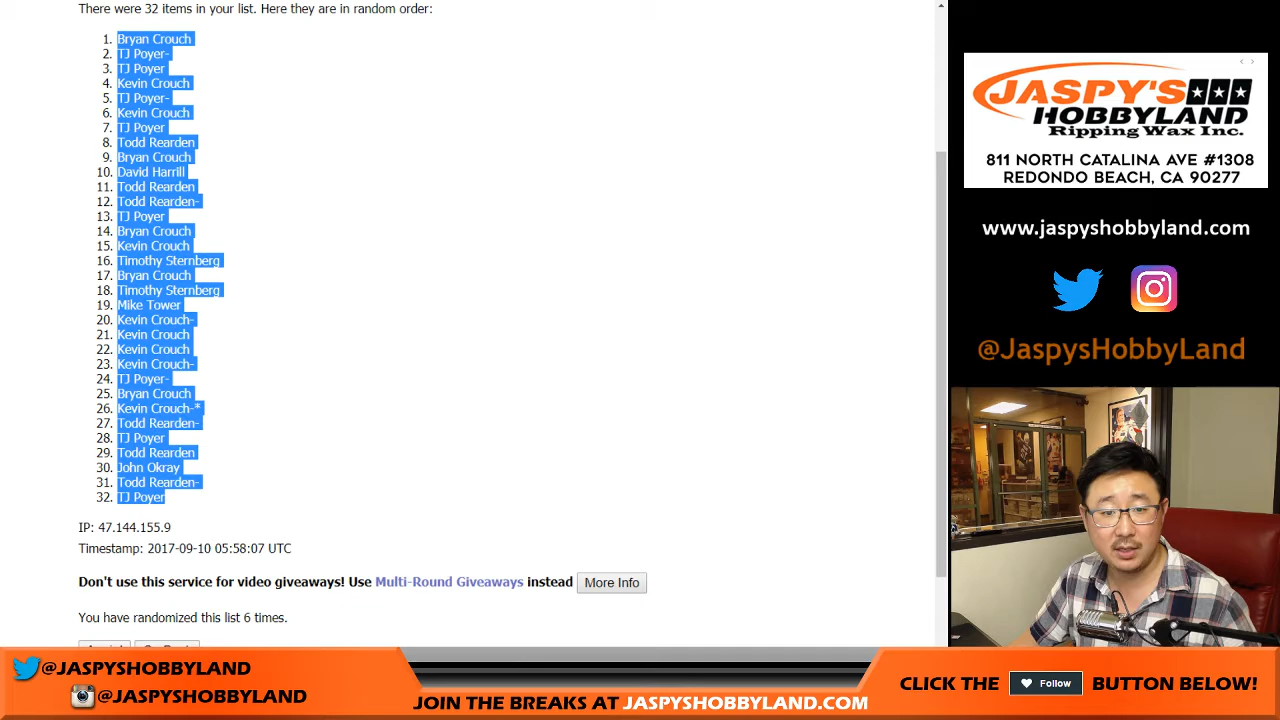 There were 32 items in your list. Here they are in random order:
1. Bryan Crouch
2. TJ Poyer-
3. TJ Poyer
4. Kevin Crouch
5. TJ Poyer-
6. Kevin Crouch
7. TJ Poyer
8. Todd Rearden
9. Bryan Crouch
10. David Harrill
11. Todd Rearden
12. Todd Rearden-
13. TJ Poyer
14. Bryan Crouch
15. Kevin Crouch
16. Timothy Sternberg
17. Bryan Crouch
18. Timothy Sternberg
19. Mike Tower
20. Kevin Crouch-
21. Kevin Crouch
22. Kevin Crouch
23. Kevin Crouch-
24. TJ Poyer-
25. Bryan Crouch
26. Kevin Crouch-*
27. Todd Rearden-
28. TJ Poyer
29. Todd Rearden
30. John Okray
31. Todd Rearden-
32. TJ Poyer
IP: 47.144.155.9
Timestamp: 2017-09-10 05:58:07 UTC
Don't use this service for video giveaways! Use Multi-Round Giveaways instead More Info
You have randomized this list 6 times.
JASPY'S
HOBBYLAND
Ripping Wax Inc.
811 NORTH CATALINA AVE #1308
REDONDO BEACH, CA 90277
www.jaspyshobbyland.com
@JaspysHobbyLand
@JASPYSHOBBYLAND
@JASPYSHOBBYLAND
JOIN THE BREAKS AT JASPYSHOBBYLAND.COM
CLICK THE Follow BUTTON BELOW!